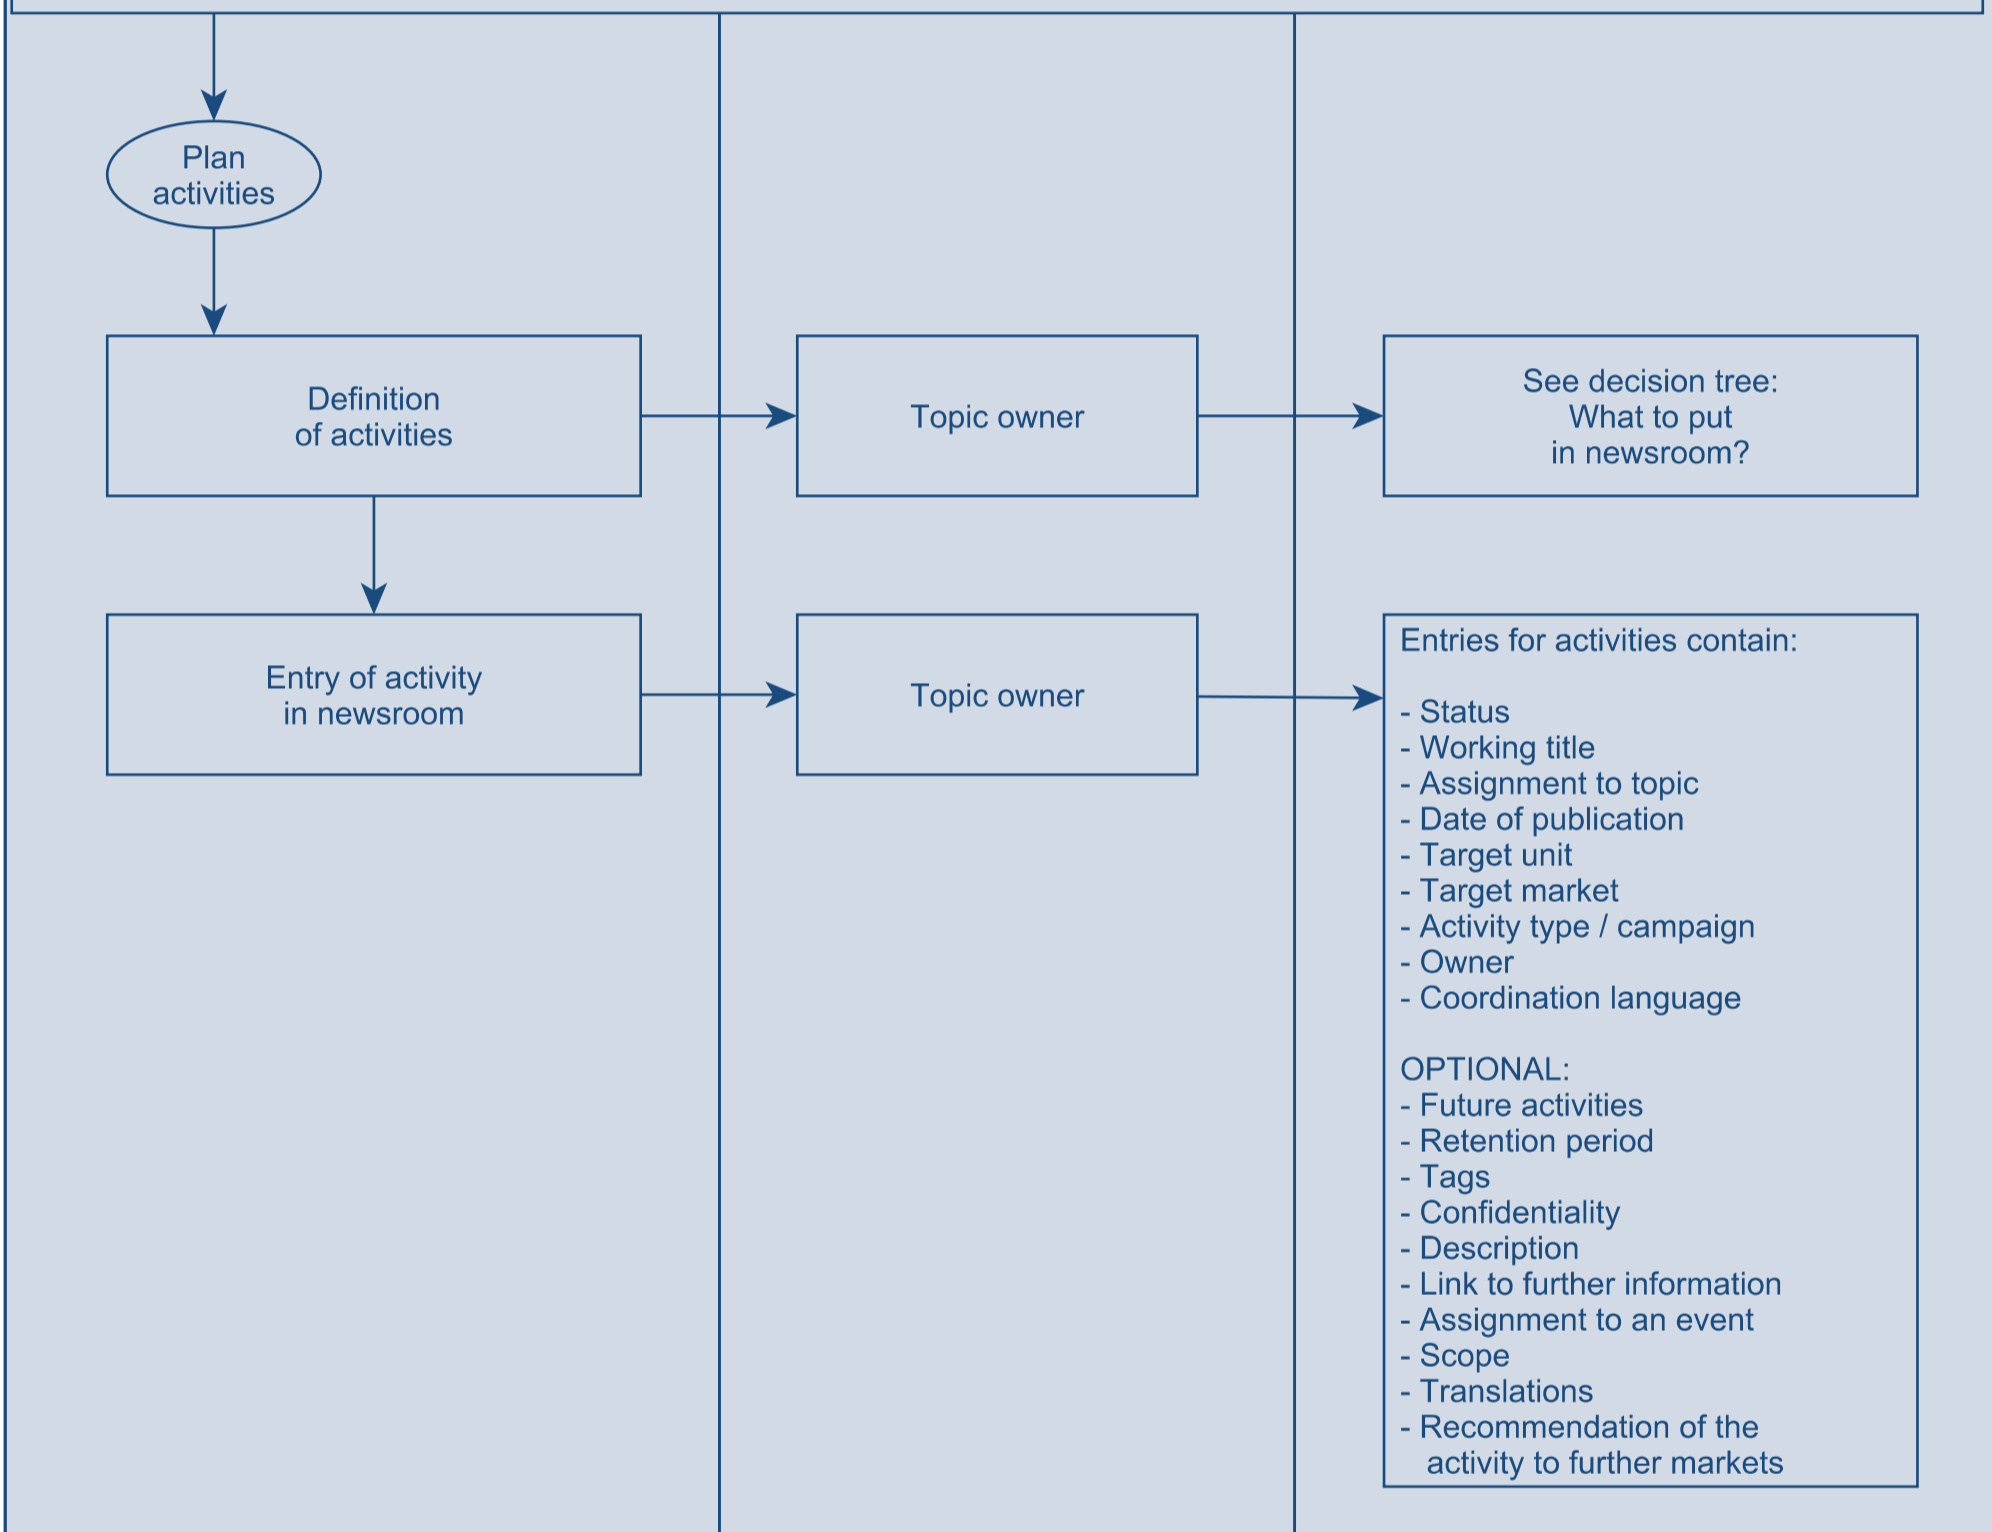 Plan
activities
Definition
of activities
Topic owner
See decision tree:
What to put
in newsroom?
Entry of activity
in newsroom
Topic owner
Entries for activities contain:
- Status
- Working title
- Assignment to topic
- Date of publication
- Target unit
- Target market
- Activity type / campaign
- Owner
- Coordination language
OPTIONAL:
- Future activities
- Retention period
- Tags
- Confidentiality
- Description
- Link to further information
- Assignment to an event
- Scope
- Translations
- Recommendation of the
activity to further markets